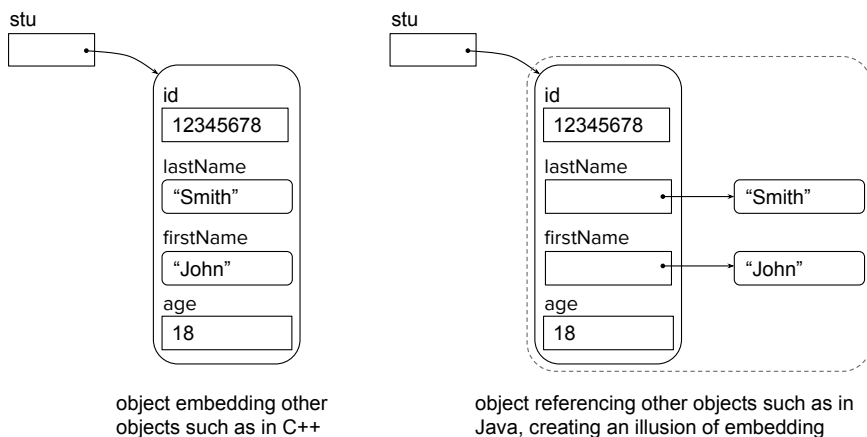 stu
id
12345678
lastName
“Smith”
firstName
“John”
age
18
object embedding other
objects such as in C++
stu
id
12345678
lastName
“Smith”
firstName
“John”
age
18
object referencing other objects such as in
Java, creating an illusion of embedding